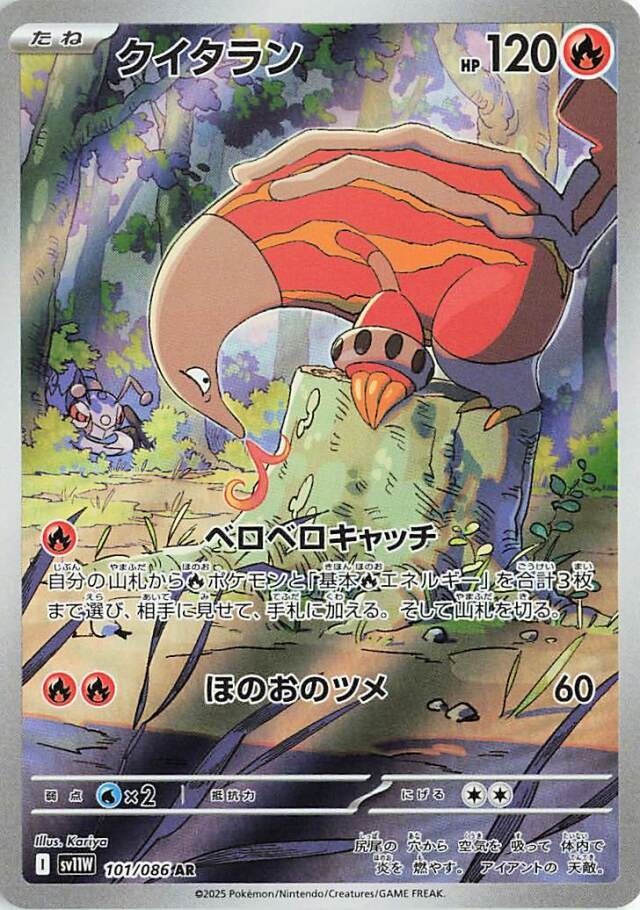 たね
クイタラン
HP 120
ベロベロキャッチ
自分の山札から🔥ポケモンと「基本🔥エネルギー」を合計3枚
まで選び、相手に見せて、手札に加える。そして山札を切る。
ほのおのツメ 60
弱点 ×2 抵抗力 にげる
Illus. Kariya
I sv11W 101/086 AR
尻尾の 穴から 空気を 吸って 体内で
炎を 燃やす。 アイアントの 天敵。
©2025 Pokémon/Nintendo/Creatures/GAME FREAK.